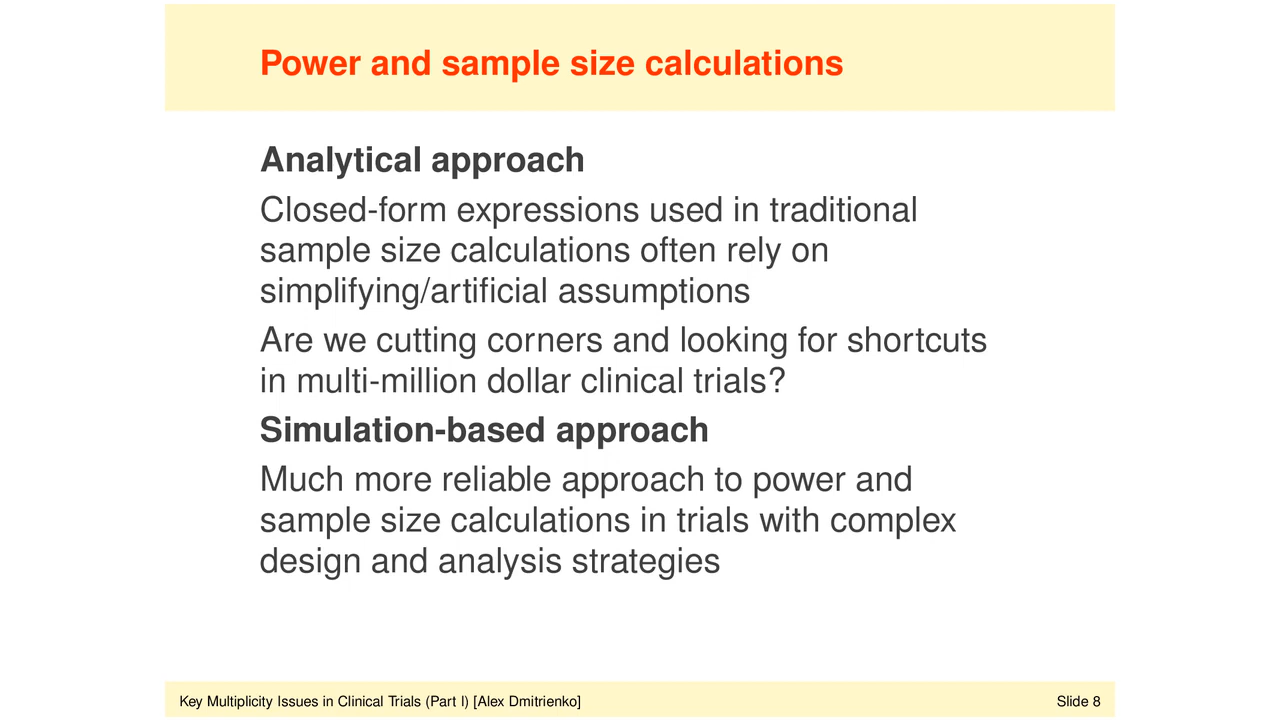 Power and sample size calculations
Analytical approach
Closed-form expressions used in traditional
sample size calculations often rely on
simplifying/artificial assumptions
Are we cutting corners and looking for shortcuts
in multi-million dollar clinical trials?
Simulation-based approach
Much more reliable approach to power and
sample size calculations in trials with complex
design and analysis strategies
Key Multiplicity Issues in Clinical Trials (Part I) [Alex Dmitrienko]
Slide 8